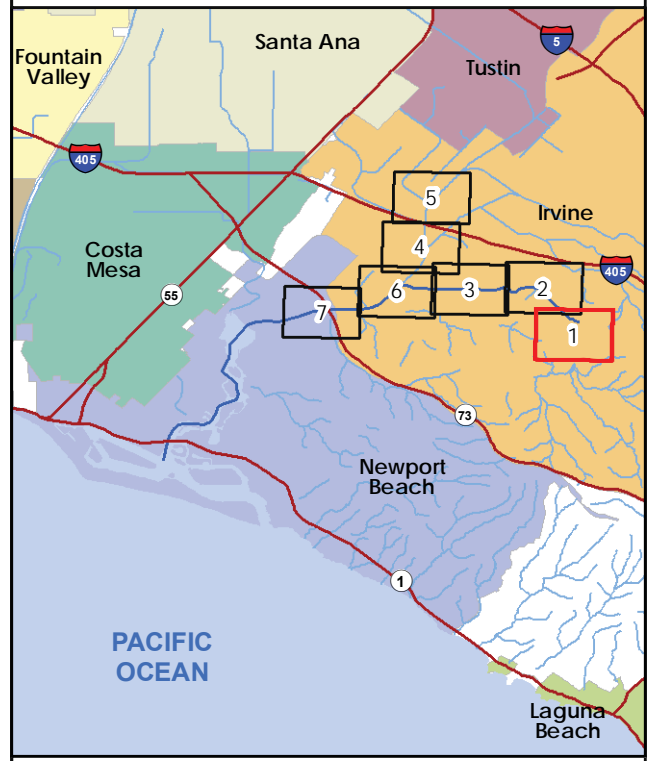 Santa Ana
Fountain
Valley
Tustin
5
405
5
Irvine
4
Costa
Mesa
405
55
6
3
2
7
1
73
Newport
Beach
1
PACIFIC
OCEAN
Laguna
Beach